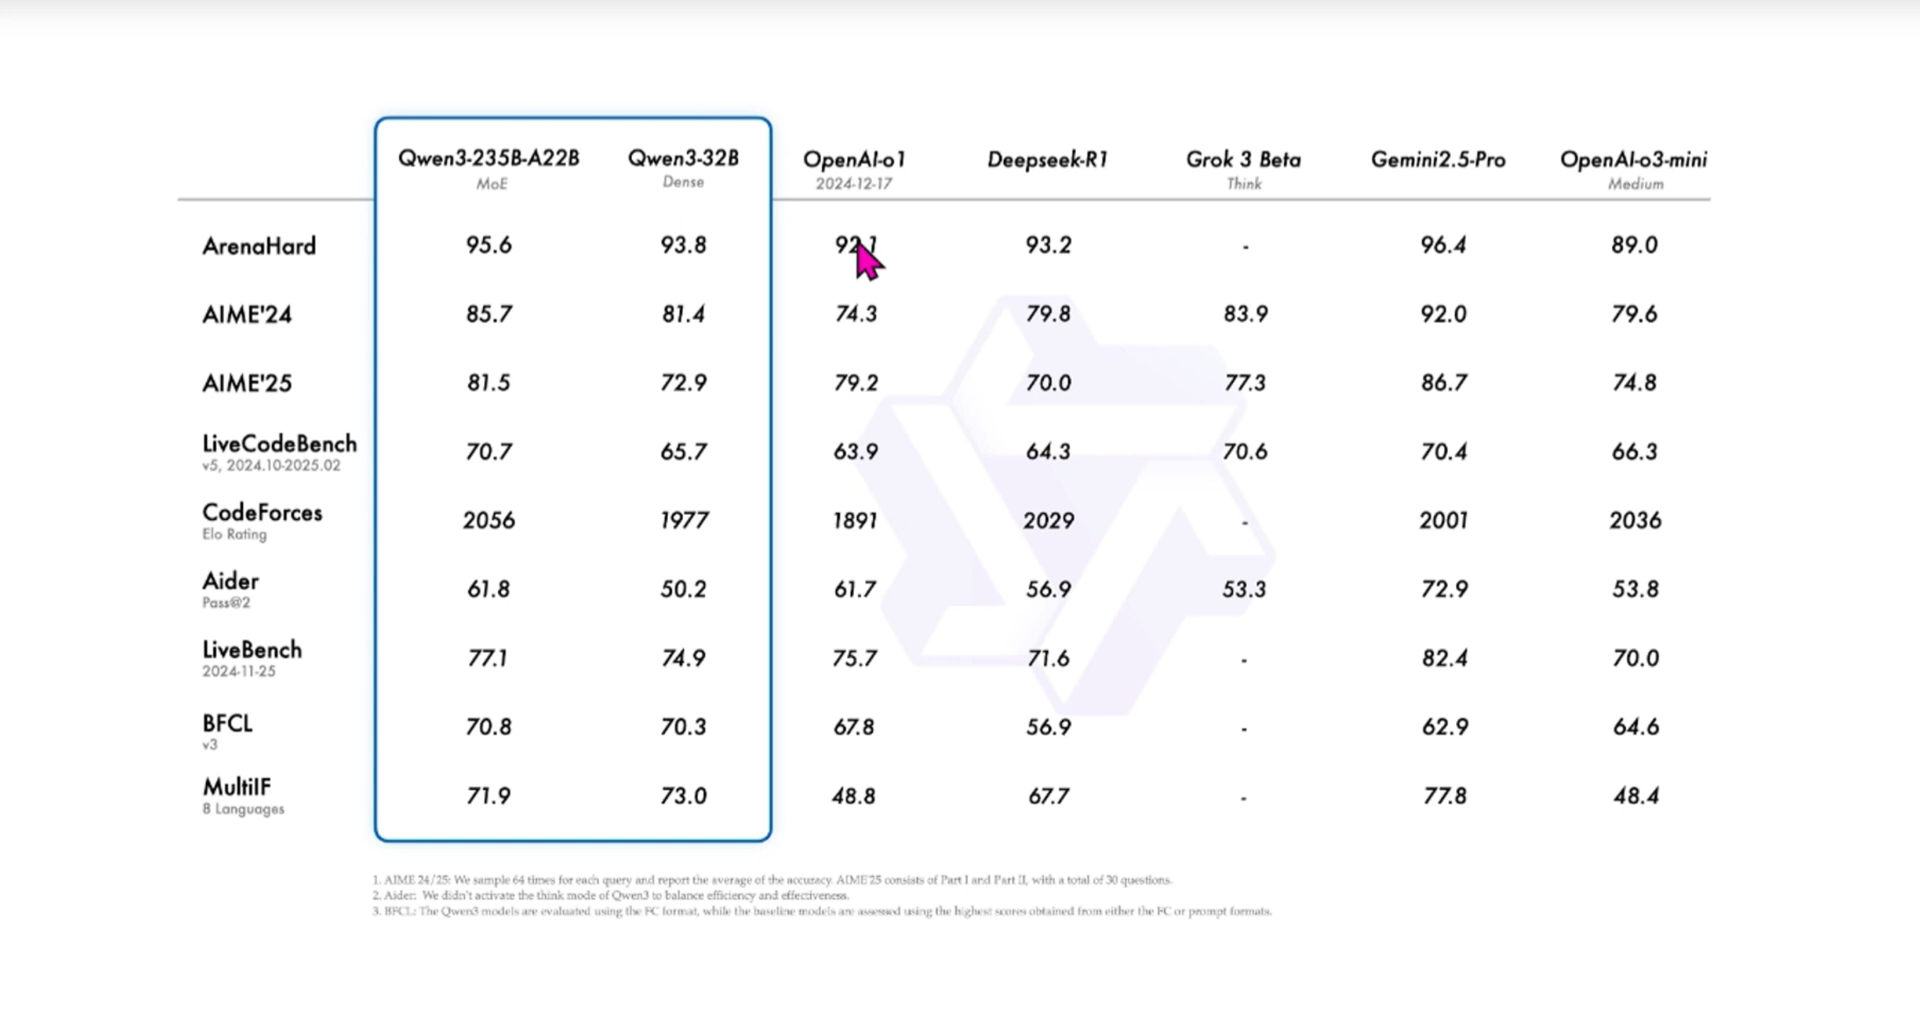 Qwen3-235B-A22B Qwen3-32B OpenAI-o1 Deepseek-R1 Grok 3 Beta Gemini2.5-Pro OpenAI-o3-mini
MoE Dense 2024-12-17 Think Medium
ArenaHard 95.6 93.8 92.1 93.2 - 96.4 89.0
AIME'24 85.7 81.4 74.3 79.8 83.9 92.0 79.6
AIME'25 81.5 72.9 79.2 70.0 77.3 86.7 74.8
LiveCodeBench 70.7 65.7 63.9 64.3 70.6 70.4 66.3
v5, 2024.10-2025.02
CodeForces 2056 1977 1891 2029 - 2001 2036
Elo Rating
Aider 61.8 50.2 61.7 56.9 53.3 72.9 53.8
Pass@2
LiveBench 77.1 74.9 75.7 71.6 - 82.4 70.0
2024-11-25
BFCL 70.8 70.3 67.8 56.9 - 62.9 64.6
v3
MultiIF 71.9 73.0 48.8 67.7 - 77.8 48.4
8 Languages
1. AIME 24/25: We sample 64 times for each query and report the average of the accuracy. AIME'25 consists of Part I and Part II, with a total of 30 questions.
2. Aider: We didn't activate the think mode of Qwen3 to balance efficiency and effectiveness.
3. BFCL: The Qwen3 models are evaluated using the FC format, while the baseline models are assessed using the highest scores obtained from either the FC or prompt formats.